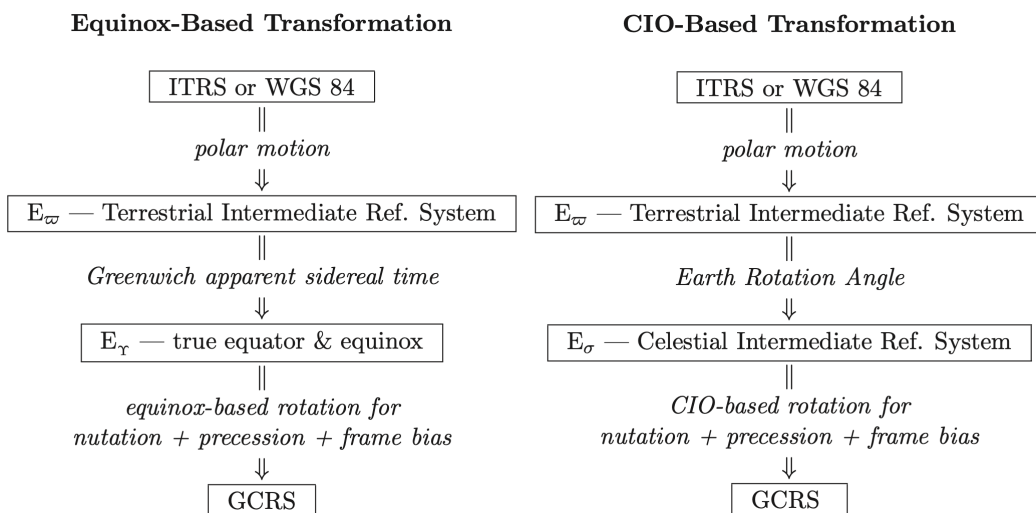 Equinox-Based Transformation
ITRS or WGS 84
polar motion
E_ϖ — Terrestrial Intermediate Ref. System
Greenwich apparent sidereal time
E_ϒ — true equator & equinox
equinox-based rotation for
nutation + precession + frame bias
GCRS
CIO-Based Transformation
ITRS or WGS 84
polar motion
E_ϖ — Terrestrial Intermediate Ref. System
Earth Rotation Angle
E_σ — Celestial Intermediate Ref. System
CIO-based rotation for
nutation + precession + frame bias
GCRS